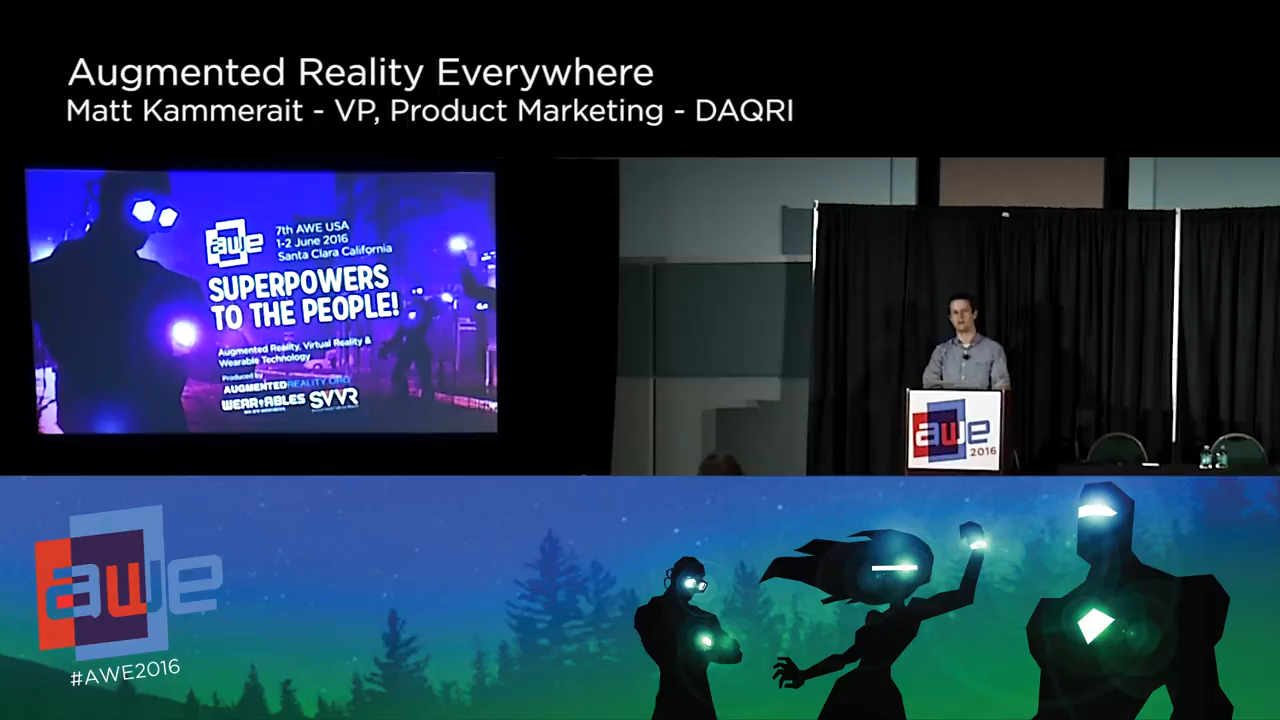 Augmented Reality Everywhere
Matt Kammerait - VP, Product Marketing - DAQRI
awe
7th AWE USA
1-2 June 2016
Santa Clara California
SUPERPOWERS
TO THE PEOPLE!
Augmented Reality, Virtual Reality &
Wearable Technology
Produced by
AUGMENTEDREALITY.ORG
SVVR
awe
2016
awe
#AWE2016